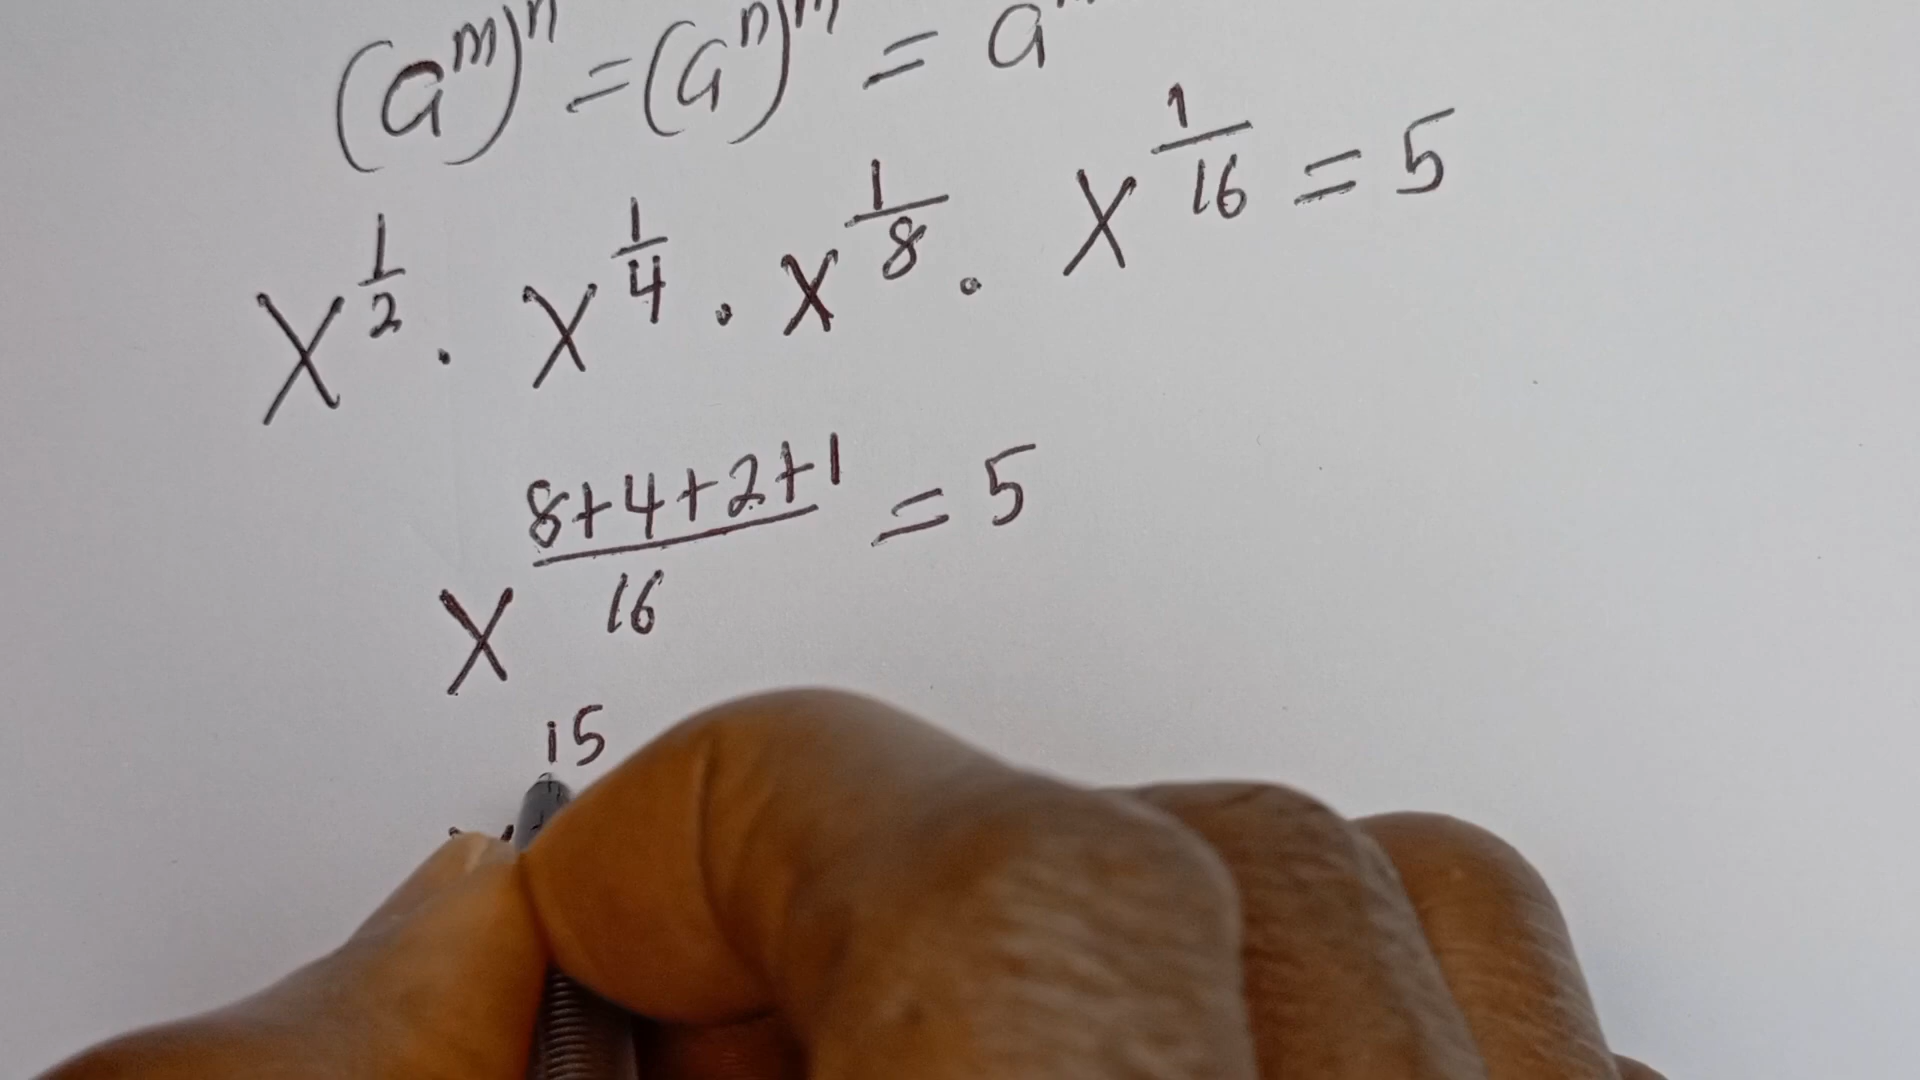 (a^m)^n = (a^n)^m = a
x^(1/2) . x^(1/4) . x^(1/8) . x^(1/16) = 5
x^((8+4+2+1)/16) = 5
15